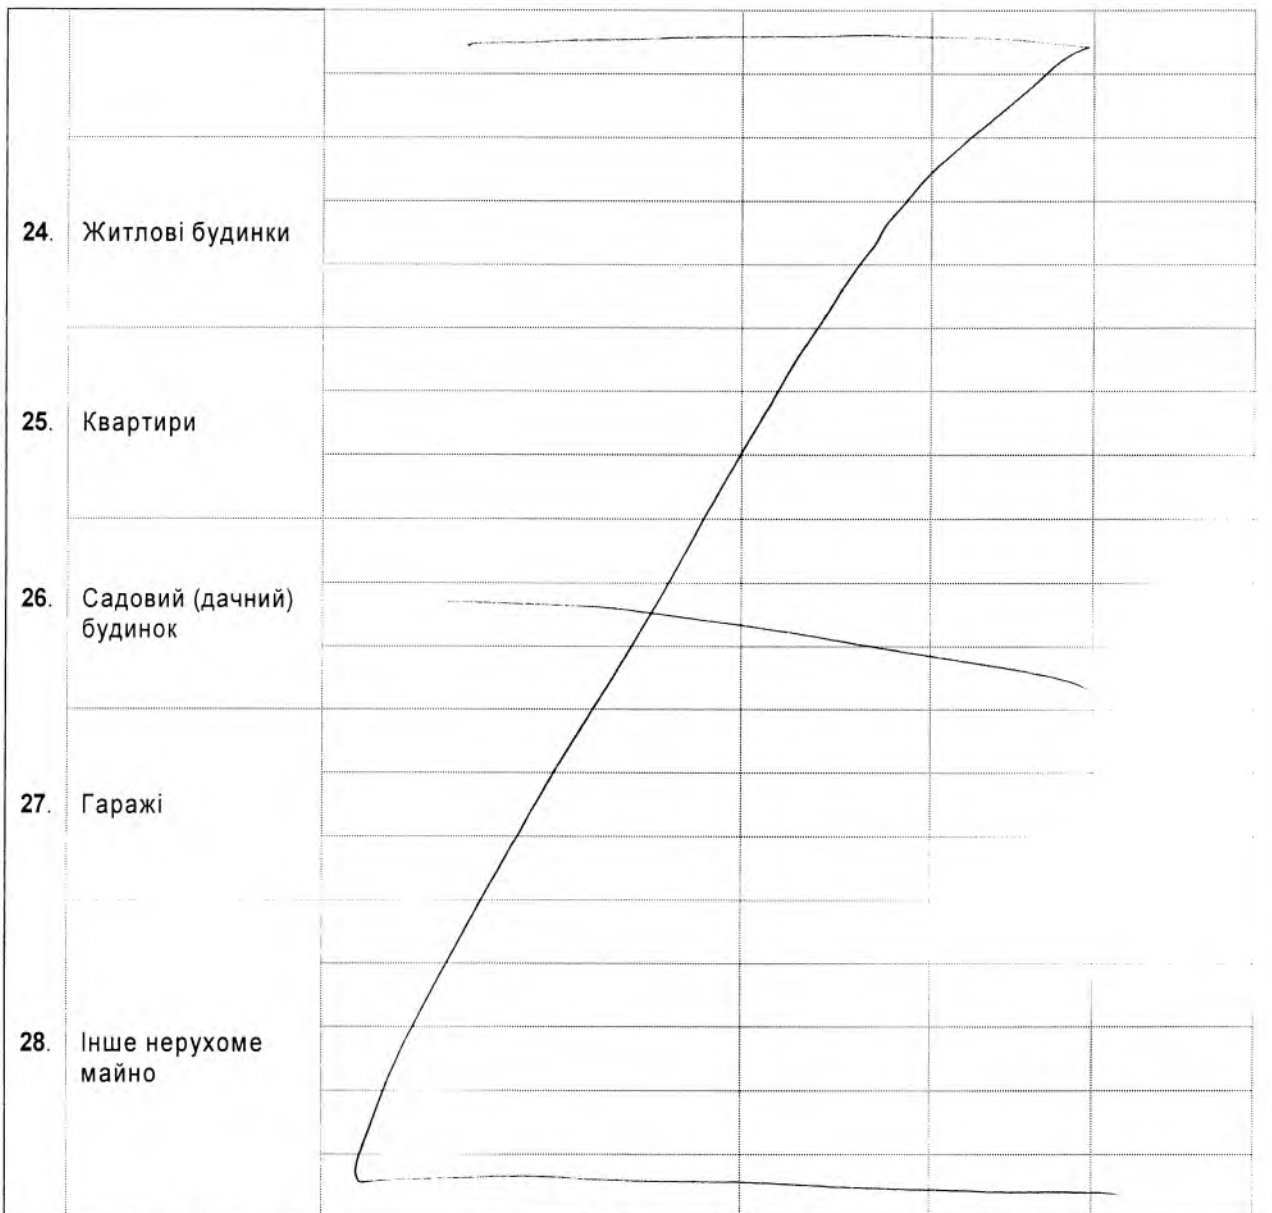 24. Житлові будинки
25. Квартири
26. Садовий (дачний)
будинок
27. Гаражі
28. Інше нерухоме
майно